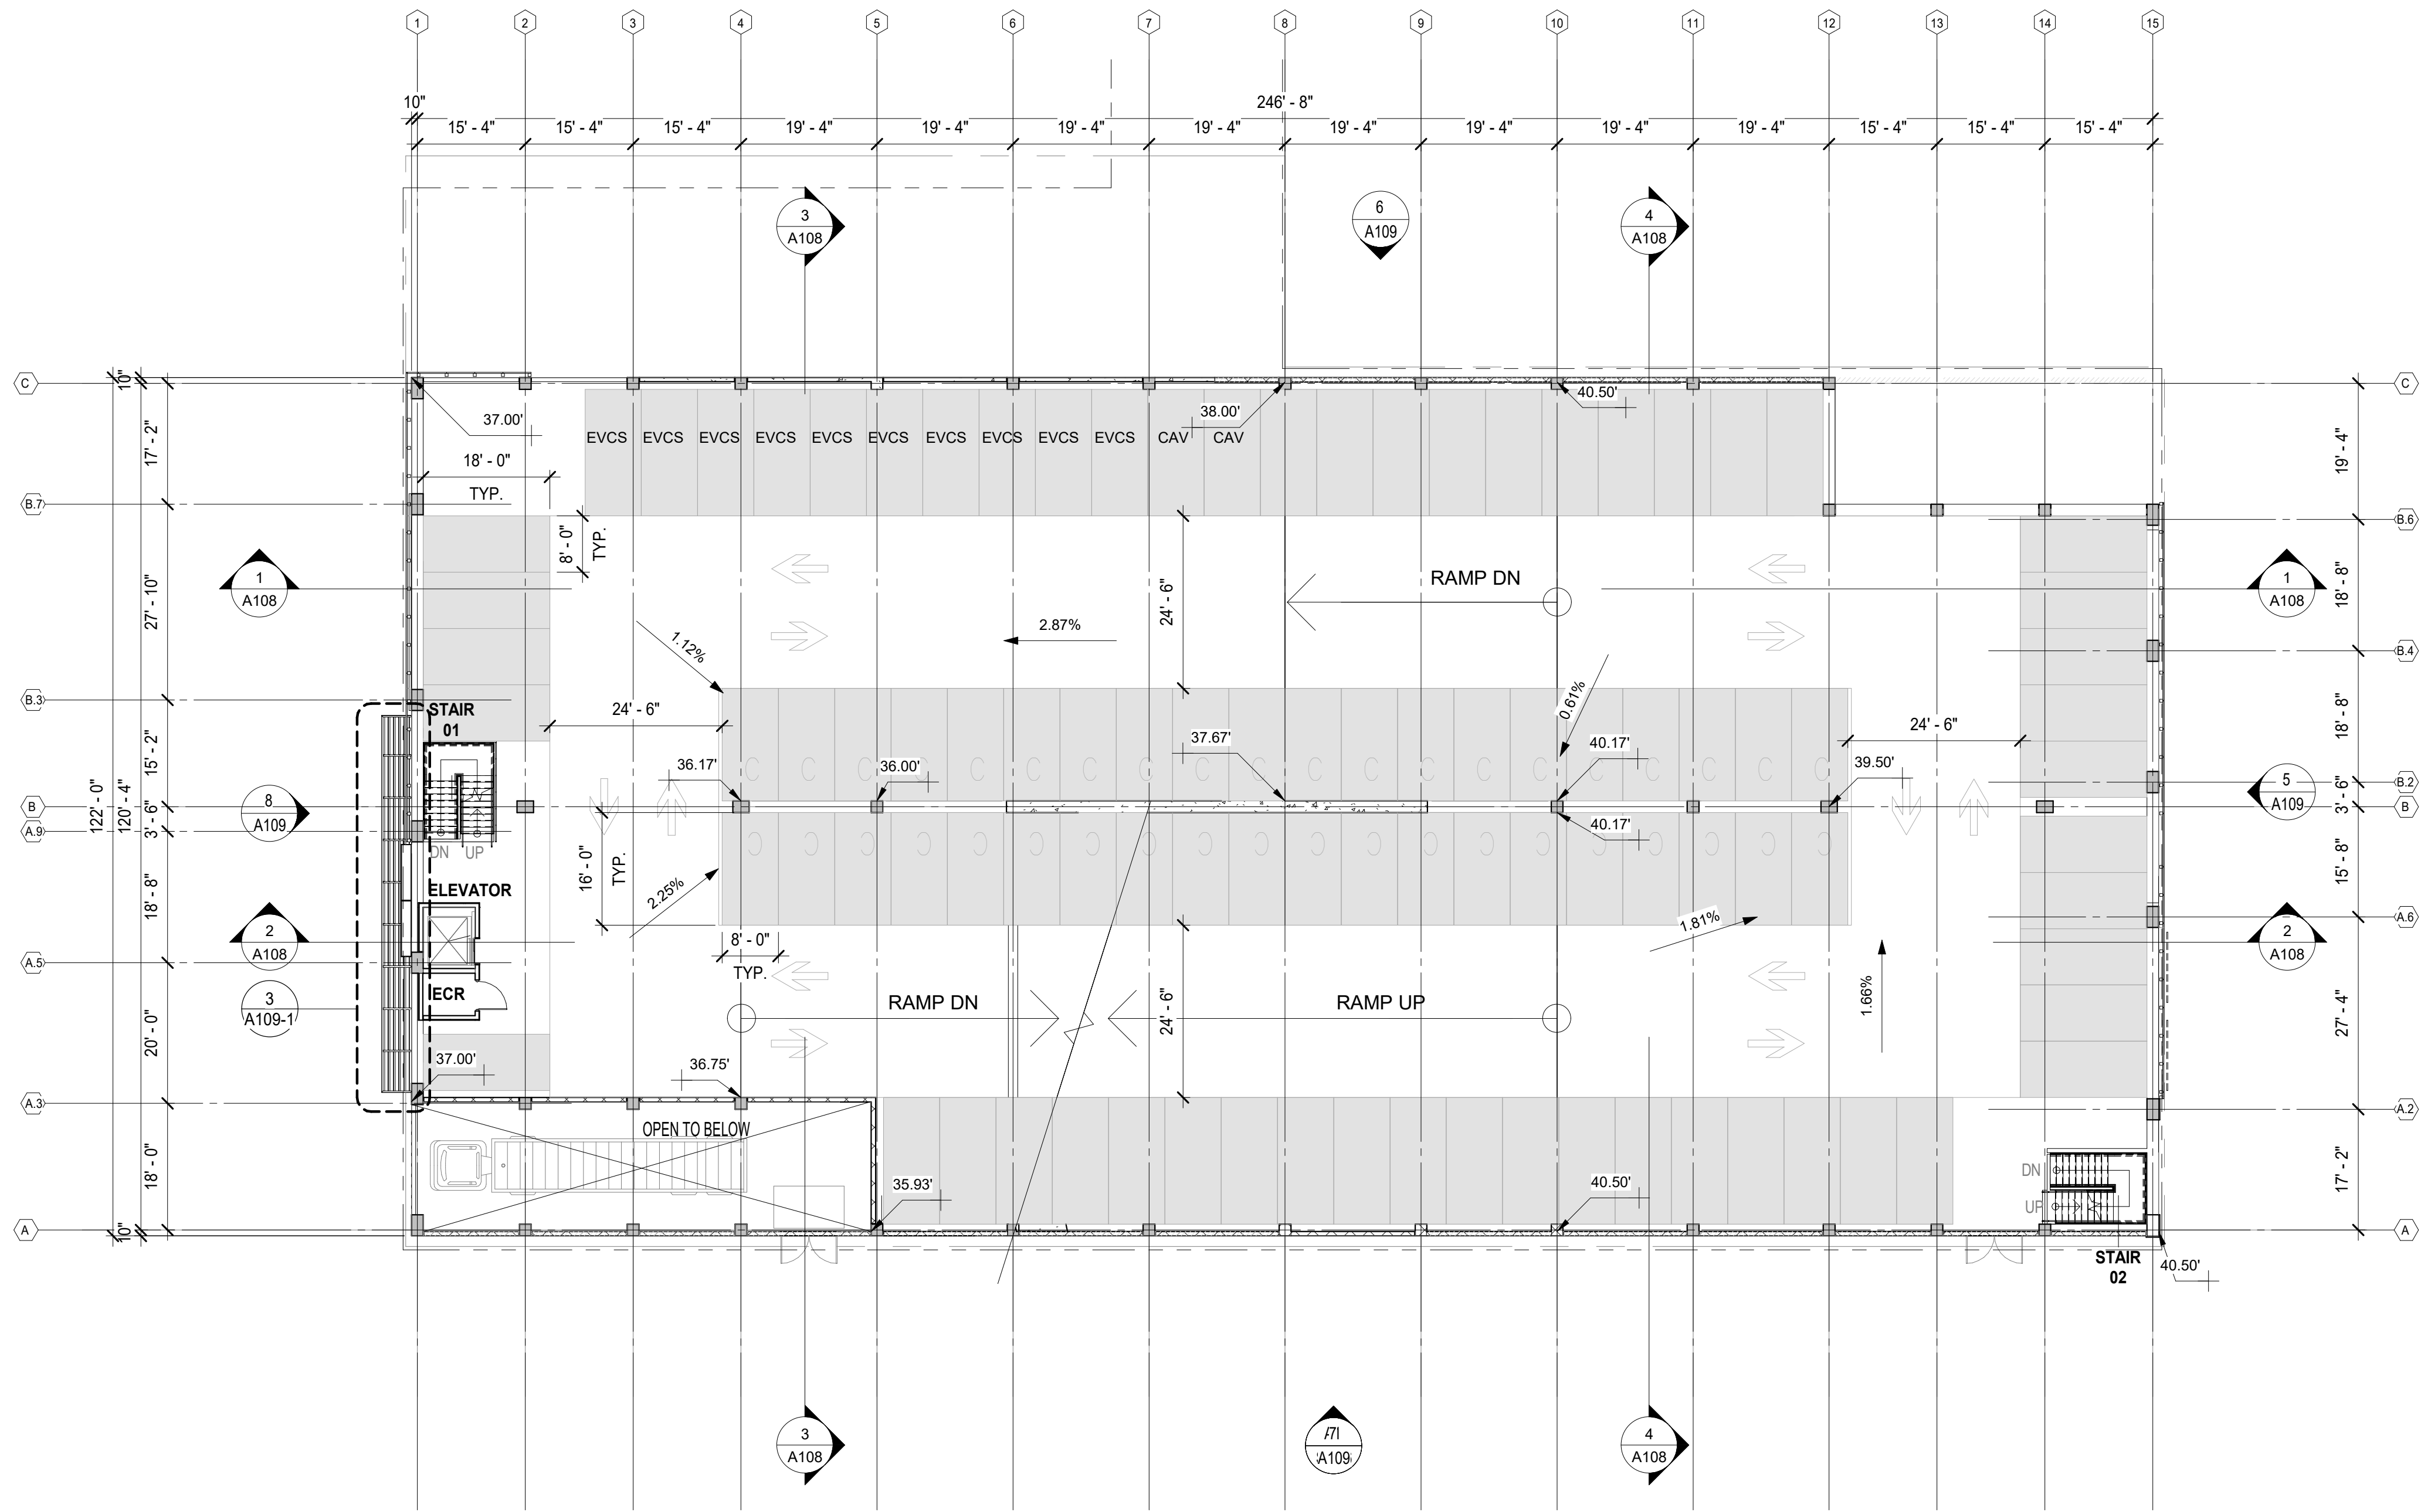 1 2 3 4 5 6 7 8 9 10 11 12 13 14 15
10" 246' - 8"
15' - 4" 15' - 4" 15' - 4" 19' - 4" 19' - 4" 19' - 4" 19' - 4" 19' - 4" 19' - 4" 19' - 4" 19' - 4" 15' - 4" 15' - 4" 15' - 4"
3
A108
6
A109
4
A108
C
10"
C
37.00'
38.00'
40.50'
EVCS EVCS EVCS EVCS EVCS EVCS EVCS EVCS EVCS EVCS CAV CAV
17' - 2"
19' - 4"
18' - 0"
TYP.
B.7
B.6
8' - 0"
TYP.
1
A108
27' - 10"
24' - 6"
RAMP DN
1
A108
18' - 8"
2.87%
1.12%
0.61%
B.4
B.3
STAIR
01
24' - 6"
24' - 6"
18' - 8"
15' - 2"
36.17'
36.00'
37.67'
40.17'
39.50'
B.2
C C C C C C C C C C C C C C C C C C C C
8
A109
5
A109
B
3' - 6"
3' - 6"
B
122' - 0"
120' - 4"
A.9
40.17'
C C C C C C C C C C C C C C C C C C C C
DN UP
16' - 0"
TYP.
15' - 8"
ELEVATOR
18' - 8"
2.25%
1.81%
A.6
2
A108
8' - 0"
TYP.
2
A108
A.5
3
A109-1
ECR
RAMP DN
24' - 6"
RAMP UP
1.66%
27' - 4"
20' - 0"
37.00'
36.75'
A.3
A.2
OPEN TO BELOW
18' - 0"
35.93'
40.50'
DN
UP
17' - 2"
A
10"
A
STAIR
02
40.50'
3
A108
A109
4
A108